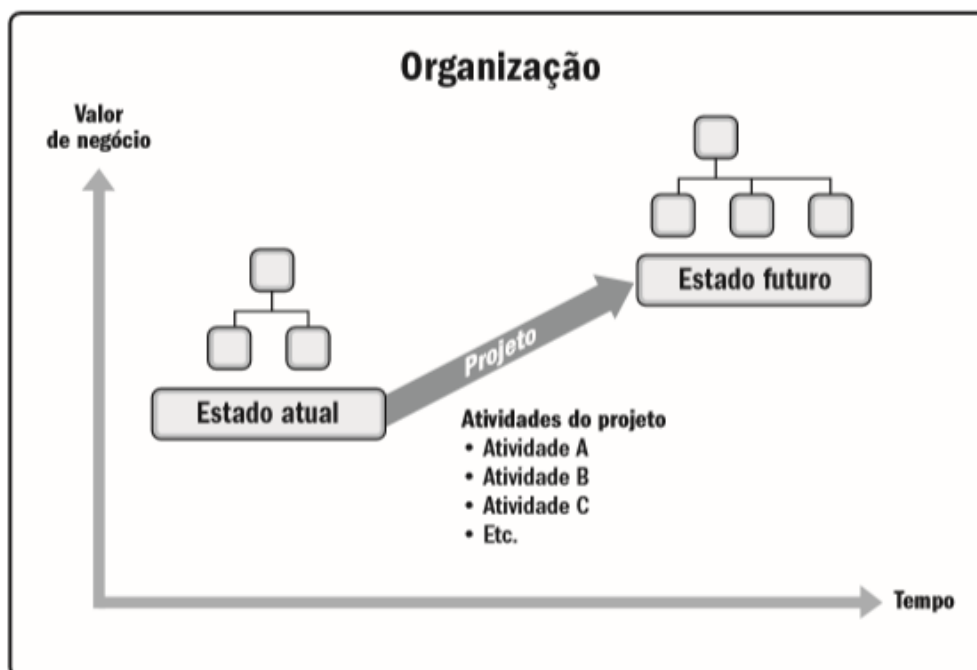 Organização
Valor
de negócio
Estado futuro
Projeto
Estado atual
Atividades do projeto
• Atividade A
• Atividade B
• Atividade C
• Etc.
Tempo